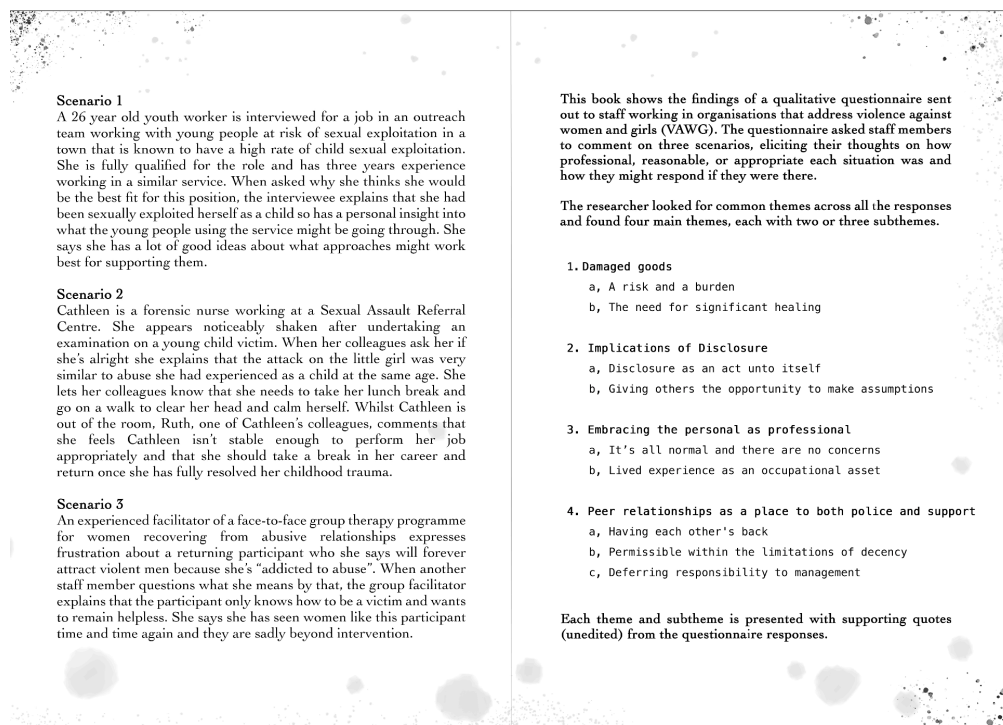 Scenario 1
A 26 year old youth worker is interviewed for a job in an outreach
team working with young people at risk of sexual exploitation in a
town that is known to have a high rate of child sexual exploitation.
She is fully qualified for the role and has three years experience
working in a similar service. When asked why she thinks she would
be the best fit for this position, the interviewee explains that she had
been sexually exploited herself as a child so has a personal insight into
what the young people using the service might be going through. She
says she has a lot of good ideas about what approaches might work
best for supporting them.
Scenario 2
Cathleen is a forensic nurse working at a Sexual Assault Referral
Centre. She appears noticeably shaken after undertaking an
examination on a young child victim. When her colleagues ask her if
she's alright she explains that the attack on the little girl was very
similar to abuse she had experienced as a child at the same age. She
lets her colleagues know that she needs to take her lunch break and
go on a walk to clear her head and calm herself. Whilst Cathleen is
out of the room, Ruth, one of Cathleen's colleagues, comments that
she feels Cathleen isn't stable enough to perform her job
appropriately and that she should take a break in her career and
return once she has fully resolved her childhood trauma.
Scenario 3
An experienced facilitator of a face-to-face group therapy programme
for women recovering from abusive relationships expresses
frustration about a returning participant who she says will forever
attract violent men because she's "addicted to abuse". When another
staff member questions what she means by that, the group facilitator
explains that the participant only knows how to be a victim and wants
to remain helpless. She says she has seen women like this participant
time and time again and they are sadly beyond intervention.
This book shows the findings of a qualitative questionnaire sent
out to staff working in organisations that address violence against
women and girls (VAWG). The questionnaire asked staff members
to comment on three scenarios, eliciting their thoughts on how
professional, reasonable, or appropriate each situation was and
how they might respond if they were there.
The researcher looked for common themes across all the responses
and found four main themes, each with two or three subthemes.
1. Damaged goods
a, A risk and a burden
b, The need for significant healing
2. Implications of Disclosure
a, Disclosure as an act unto itself
b, Giving others the opportunity to make assumptions
3. Embracing the personal as professional
a, It's all normal and there are no concerns
b, Lived experience as an occupational asset
4. Peer relationships as a place to both police and support
a, Having each other's back
b, Permissible within the limitations of decency
c, Deferring responsibility to management
Each theme and subtheme is presented with supporting quotes
(unedited) from the questionnaire responses.